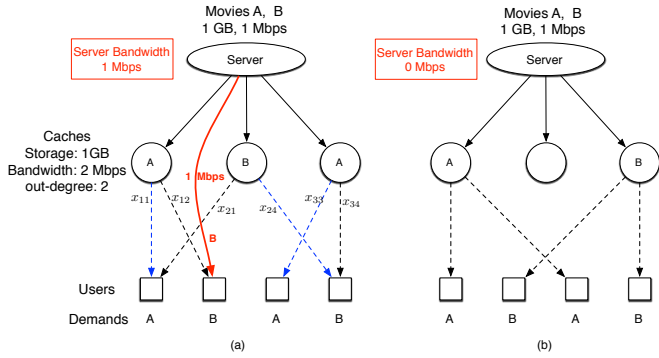 Movies A, B
1 GB, 1 Mbps
Server Bandwidth
1 Mbps
Server
Caches
Storage: 1GB
Bandwidth: 2 Mbps
out-degree: 2
A
B
A
1 Mbps
x11
x12
x21
x24
x33
x34
B
Users
Demands
A
B
A
B
(a)
Movies A, B
1 GB, 1 Mbps
Server Bandwidth
0 Mbps
Server
A
B
A
B
A
B
(b)